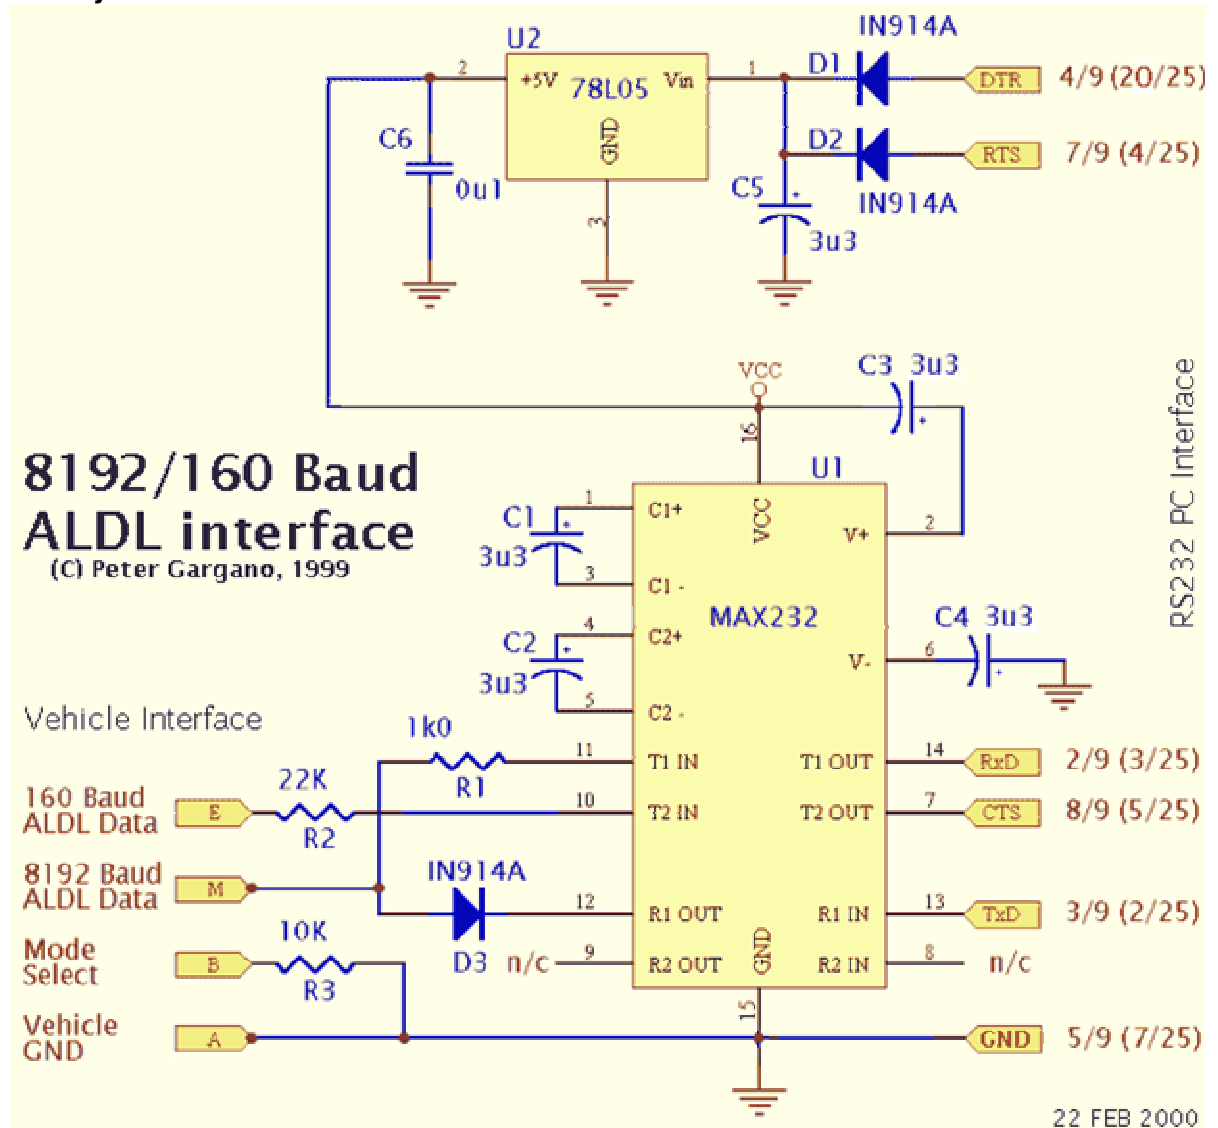 IN914A
U2
D1
2
+5V
78L05
Vin
1
DTR
4/9 (20/25)
GND
C6
0u1
D2
RTS
7/9 (4/25)
C5
+
IN914A
3u3
3
VCC
C3 3u3
+
16
RS232 PC Interface
8192/160 Baud
ALDL interface
(C) Peter Gargano, 1999
U1
1
C1+
VCC
V+
2
C1
+
3u3
3
C1 -
MAX232
4
C2+
C2
+
3u3
5
C2 -
V-
6
C4 3u3
+
Vehicle Interface
1k0
R1
11
T1 IN
T1 OUT
14
RxD
2/9 (3/25)
160 Baud
ALDL Data
E
22K
R2
10
T2 IN
T2 OUT
7
CTS
8/9 (5/25)
8192 Baud
ALDL Data
M
IN914A
D3
12
R1 OUT
R1 IN
13
TxD
3/9 (2/25)
Mode
Select
B
10K
R3
n/c
9
R2 OUT
GND
R2 IN
8
n/c
15
Vehicle
GND
A
GND
5/9 (7/25)
22 FEB 2000